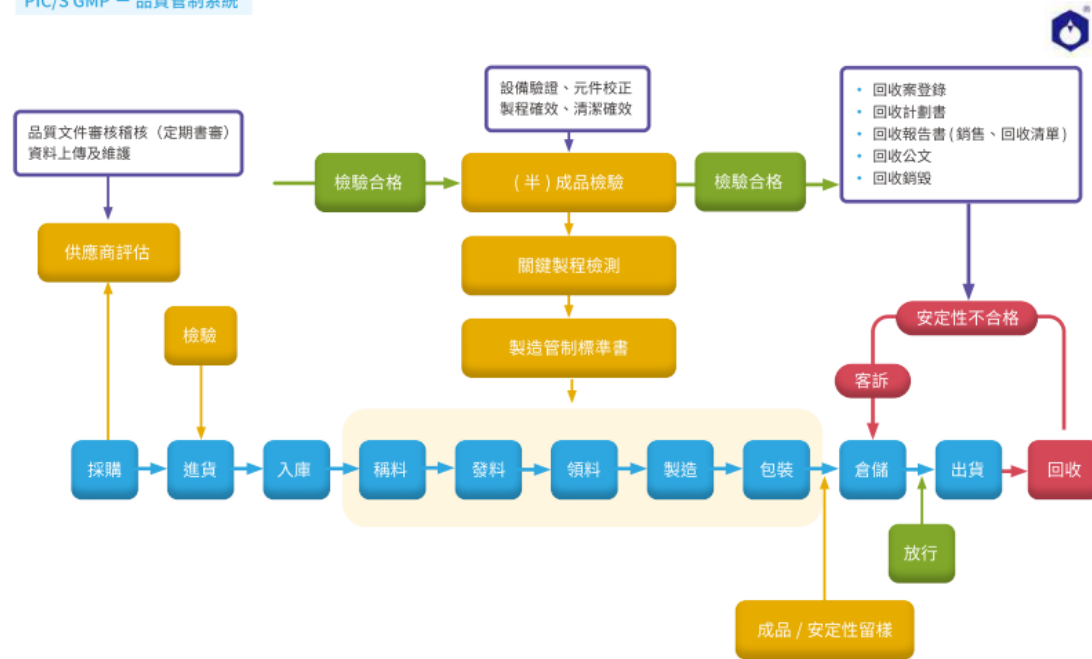 PIC/S GMP － 品質管制系統
設備驗證、元件校正
製程確效、清潔確效
• 回收案登錄
• 回收計劃書
• 回收報告書 ( 銷售、回收清單 )
• 回收公文
• 回收銷毀
品質文件審核稽核（定期書審）
資料上傳及維護
檢驗合格
( 半 ) 成品檢驗
檢驗合格
供應商評估
關鍵製程檢測
檢驗
安定性不合格
製造管制標準書
客訴
採購
進貨
入庫
稱料
發料
領料
製造
包裝
倉儲
出貨
回收
放行
成品 / 安定性留樣